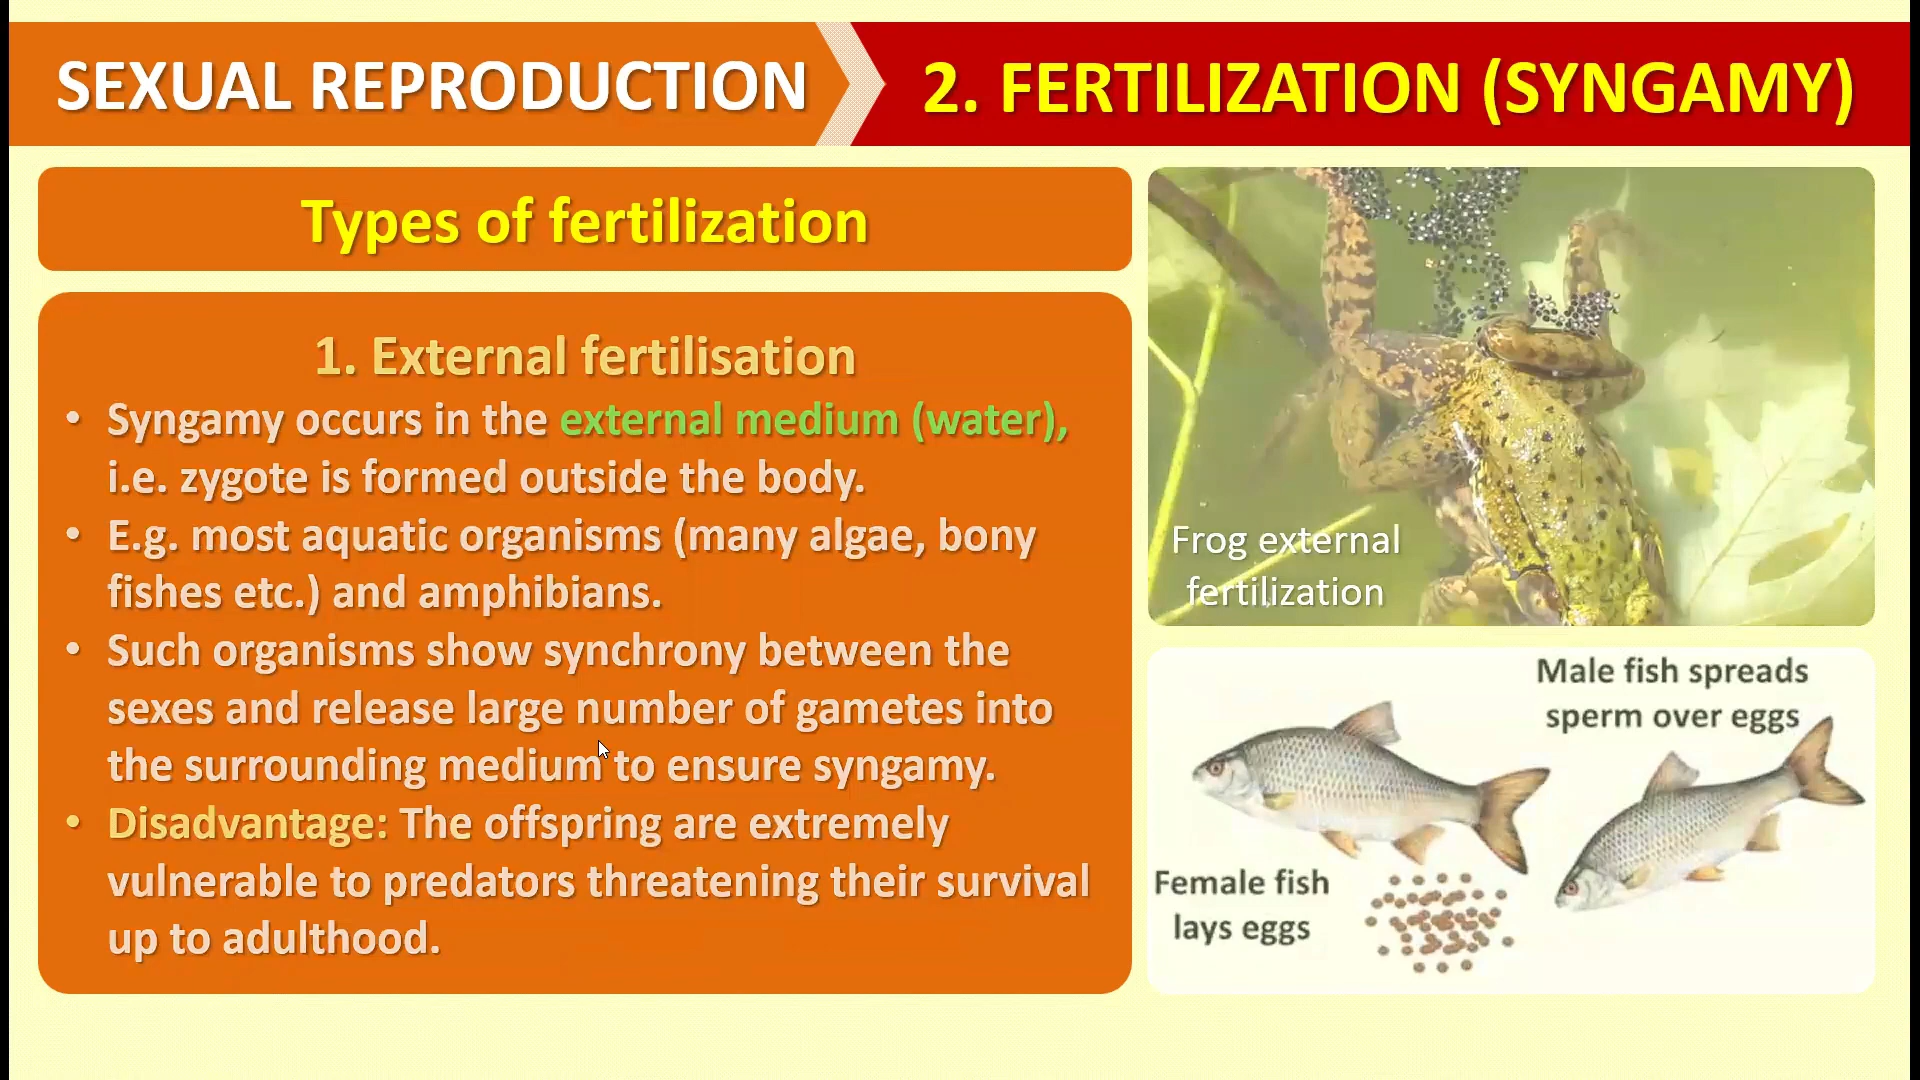 SEXUAL REPRODUCTION
2. FERTILIZATION (SYNGAMY)
Types of fertilization
1. External fertilisation
• Syngamy occurs in the external medium (water),
i.e. zygote is formed outside the body.
• E.g. most aquatic organisms (many algae, bony
fishes etc.) and amphibians.
• Such organisms show synchrony between the
sexes and release large number of gametes into
the surrounding medium to ensure syngamy.
• Disadvantage: The offspring are extremely
vulnerable to predators threatening their survival
up to adulthood.
Frog external
fertilization
Male fish spreads
sperm over eggs
Female fish
lays eggs